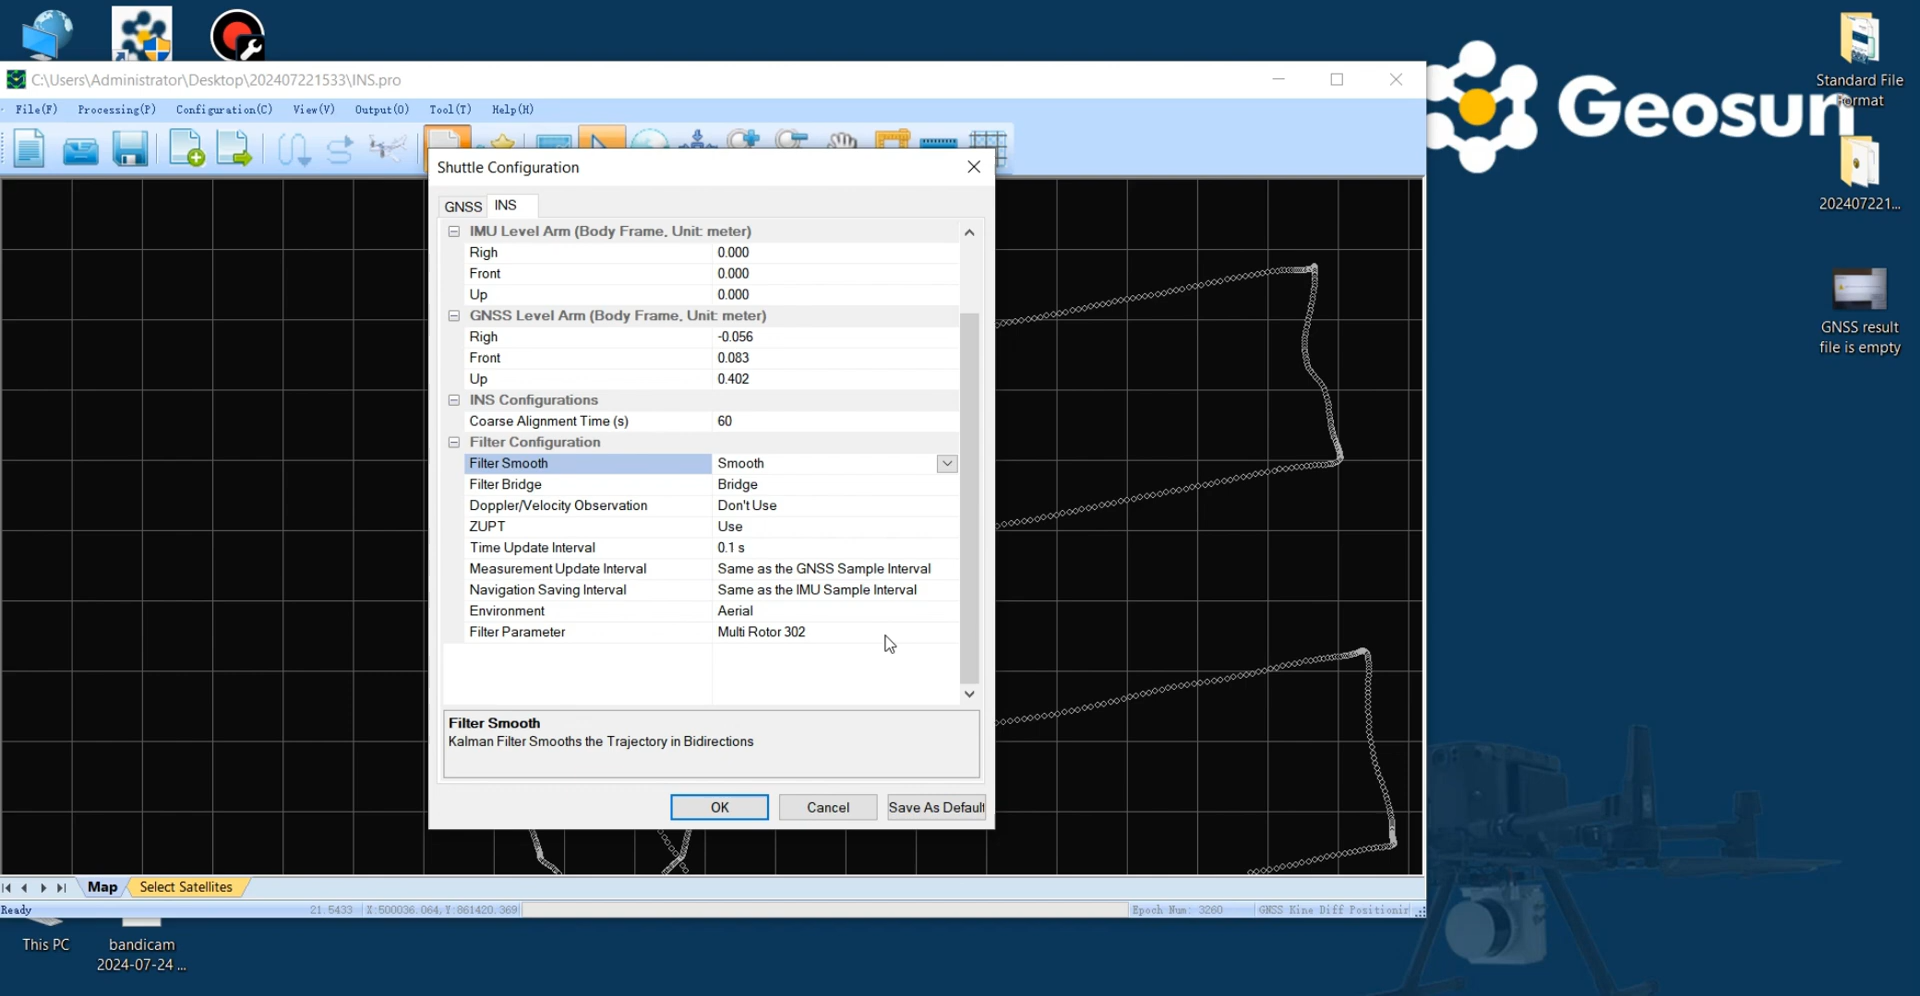 C:\Users\Administrator\Desktop\202407221533\INS.pro
File(F) Processing(P) Configuration(C) View(V) Output(O) Tool(T) Help(H)
Geosun
Standard File
Format
202407221...
GNSS result
file is empty
Shuttle Configuration
GNSS INS
IMU Level Arm (Body Frame, Unit: meter)
Righ 0.000
Front 0.000
Up 0.000
GNSS Level Arm (Body Frame, Unit: meter)
Righ -0.056
Front 0.083
Up 0.402
INS Configurations
Coarse Alignment Time (s) 60
Filter Configuration
Filter Smooth Smooth
Filter Bridge Bridge
Doppler/Velocity Observation Don't Use
ZUPT Use
Time Update Interval 0.1 s
Measurement Update Interval Same as the GNSS Sample Interval
Navigation Saving Interval Same as the IMU Sample Interval
Environment Aerial
Filter Parameter Multi Rotor 302
Filter Smooth
Kalman Filter Smooths the Trajectory in Bidirections
OK Cancel Save As Default
Map Select Satellites
Ready 21.5433 X:500036.064,Y:861420.369 Epoch Num: 3260 GNSS Kine Diff Positionin
This PC
bandicam
2024-07-24 ...